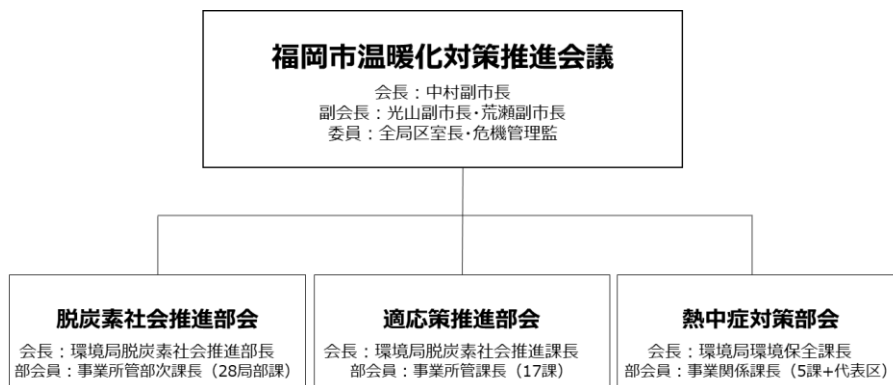 福岡市温暖化対策推進会議
会長：中村副市長
副会長：光山副市長・荒瀬副市長
委員：全局区室長・危機管理監
脱炭素社会推進部会
会長：環境局脱炭素社会推進部長
部会員：事業所管部次課長（28局部課）
適応策推進部会
会長：環境局脱炭素社会推進課長
部会員：事業所管課長（17課）
熱中症対策部会
会長：環境局環境保全課長
部会員：事業関係課長（5課+代表区）